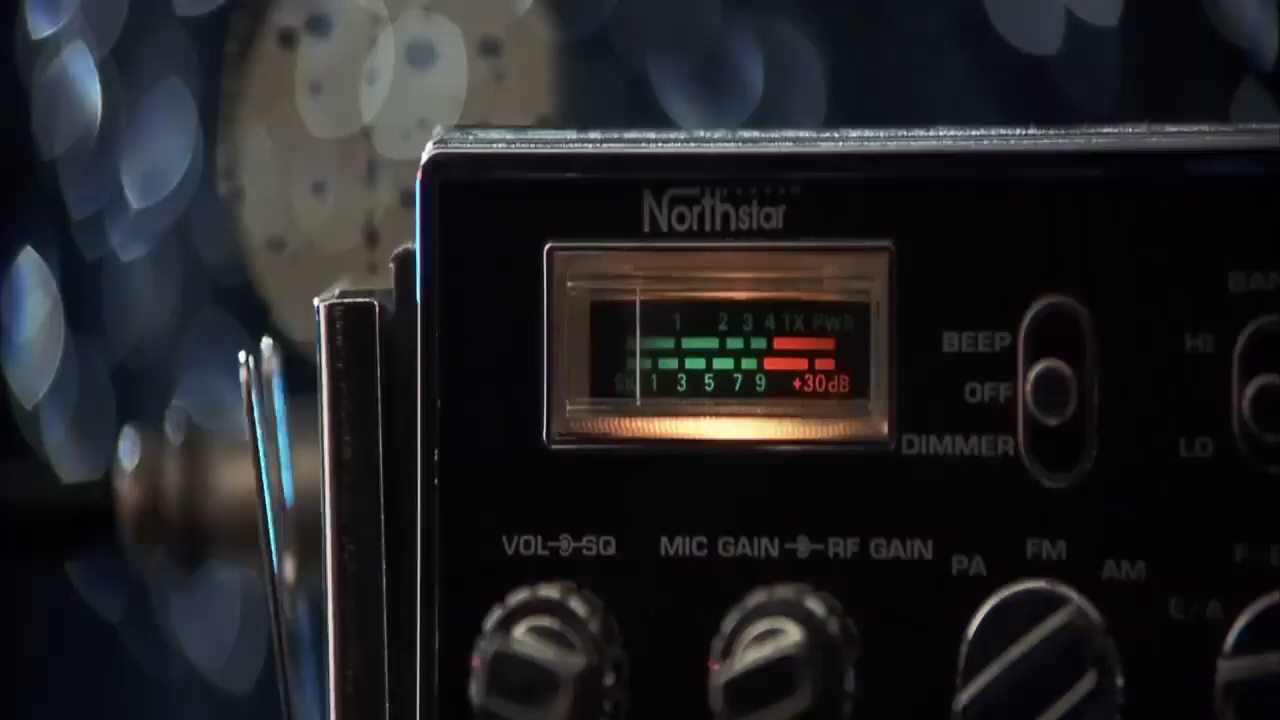 Northstar
1 2 3 4 TX PWR
1 3 5 7 9 +30dB
BEEP
OFF
DIMMER
HI
LO
VOL SQ
MIC GAIN RF GAIN
PA FM AM